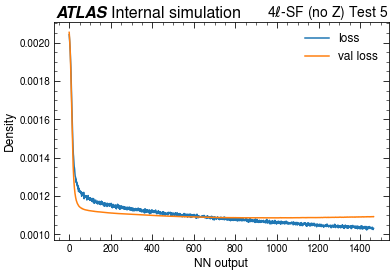 ATLAS Internal simulation 4ℓ-SF (no Z) Test 5
loss
val loss
0.0020
0.0018
0.0016
0.0014
0.0012
0.0010
Density
0 200 400 600 800 1000 1200 1400
NN output